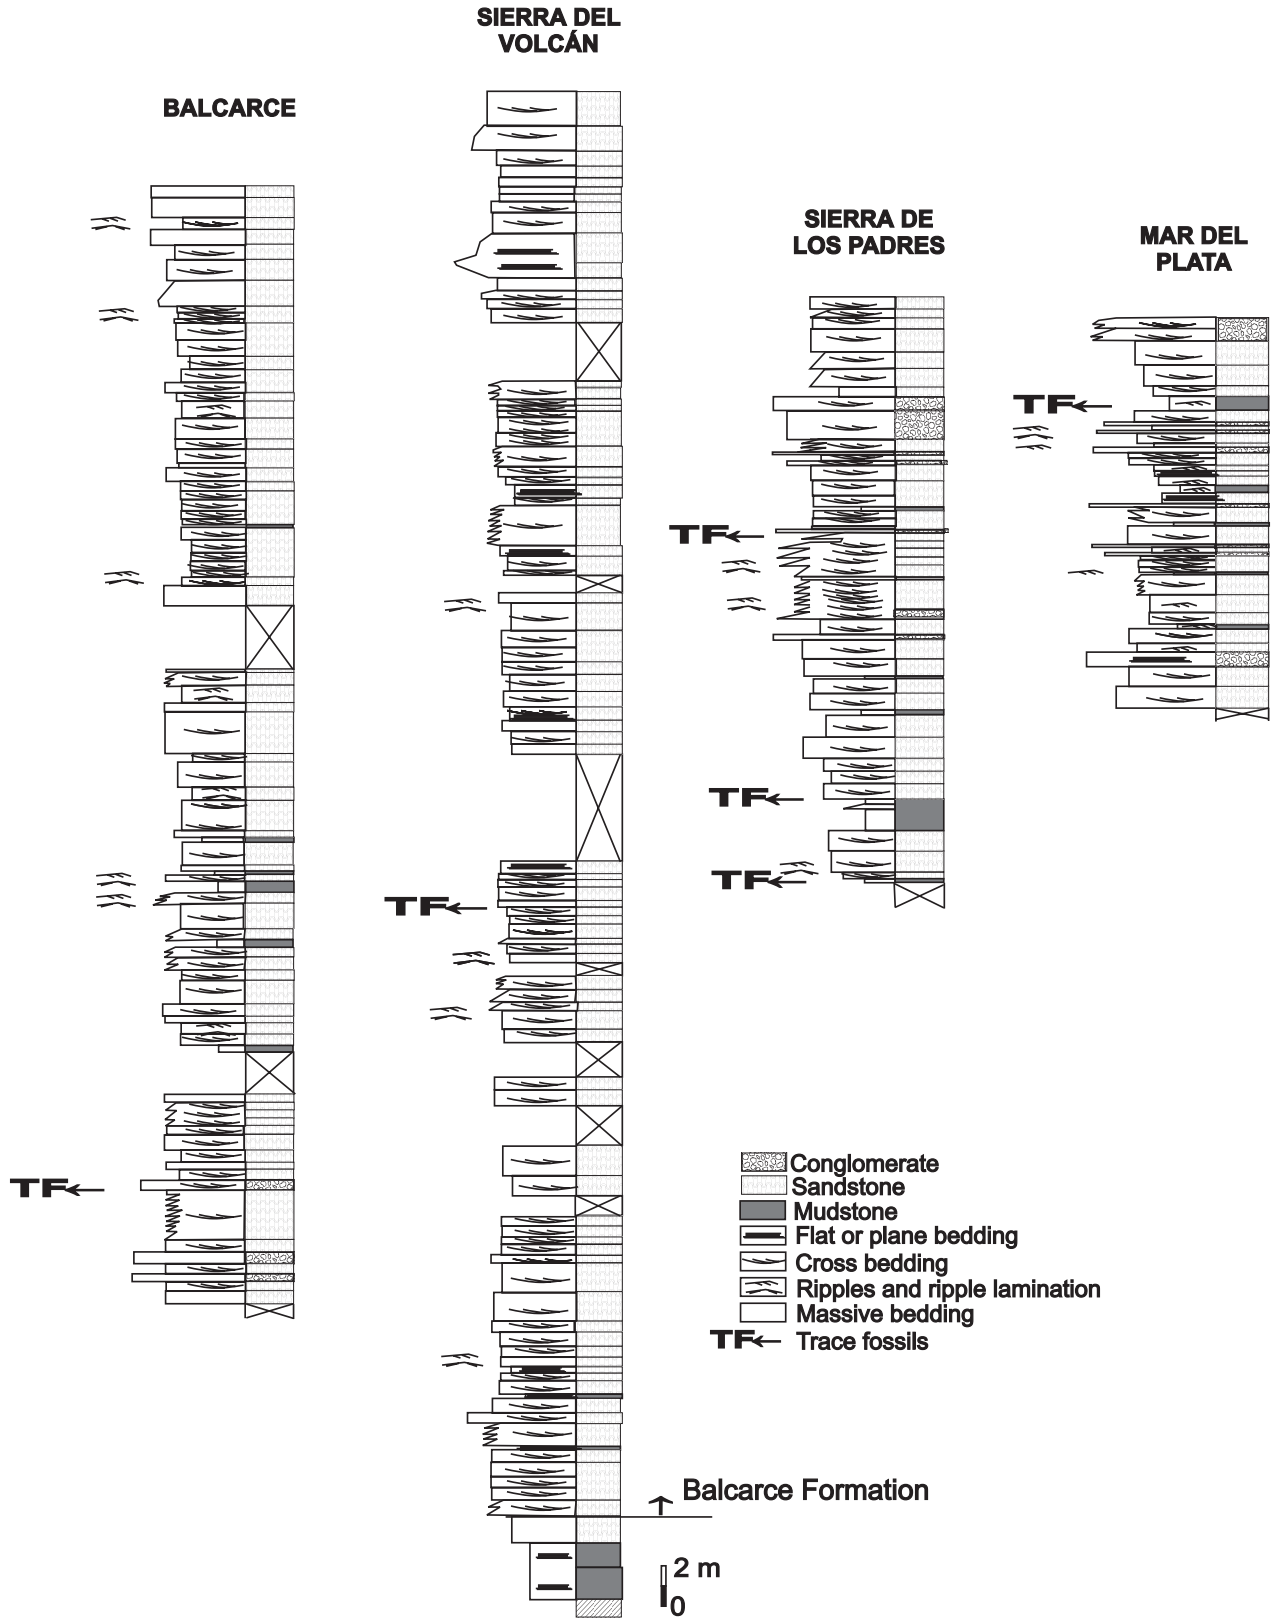 SIERRA DEL
VOLCÁN
BALCARCE
SIERRA DE
LOS PADRES
MAR DEL
PLATA
TF
TF
TF
TF
TF
TF
Conglomerate
Sandstone
Mudstone
Flat or plane bedding
Cross bedding
Ripples and ripple lamination
Massive bedding
TF Trace fossils
Balcarce Formation
2 m
0